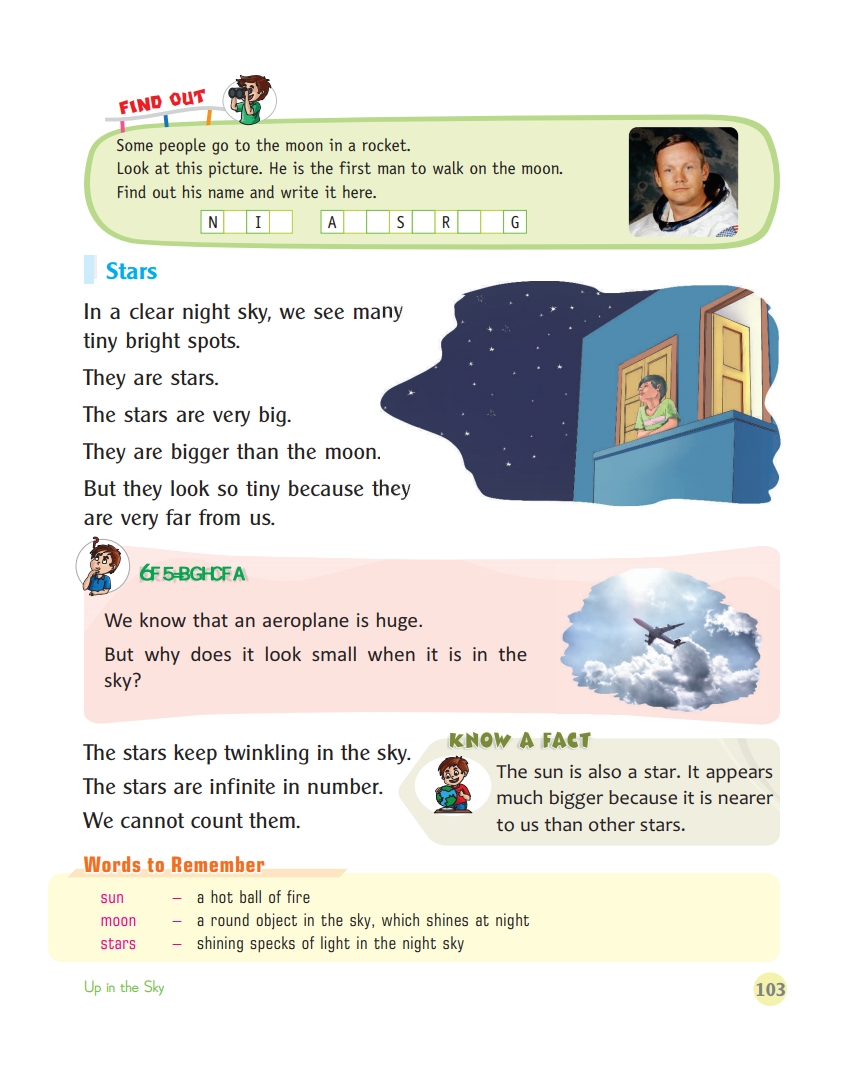 FIND OUT
Some people go to the moon in a rocket.
Look at this picture. He is the first man to walk on the moon.
Find out his name and write it here.
N I A S R G
Stars
In a clear night sky, we see many
tiny bright spots.
They are stars.
The stars are very big.
They are bigger than the moon.
But they look so tiny because they
are very far from us.
6F5=BGHCFA
We know that an aeroplane is huge.
But why does it look small when it is in the
sky?
The stars keep twinkling in the sky.
The stars are infinite in number.
We cannot count them.
KNOW A FACT
The sun is also a star. It appears
much bigger because it is nearer
to us than other stars.
Words to Remember
sun – a hot ball of fire
moon – a round object in the sky, which shines at night
stars – shining specks of light in the night sky
Up in the Sky
103